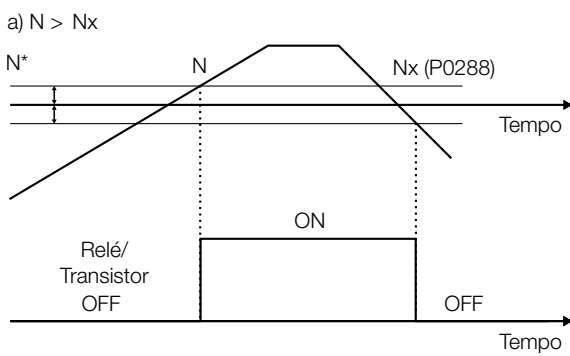 a) N > Nx
N*
N
Nx (P0288)
Tempo
ON
Relé/
Transistor
OFF
OFF
Tempo